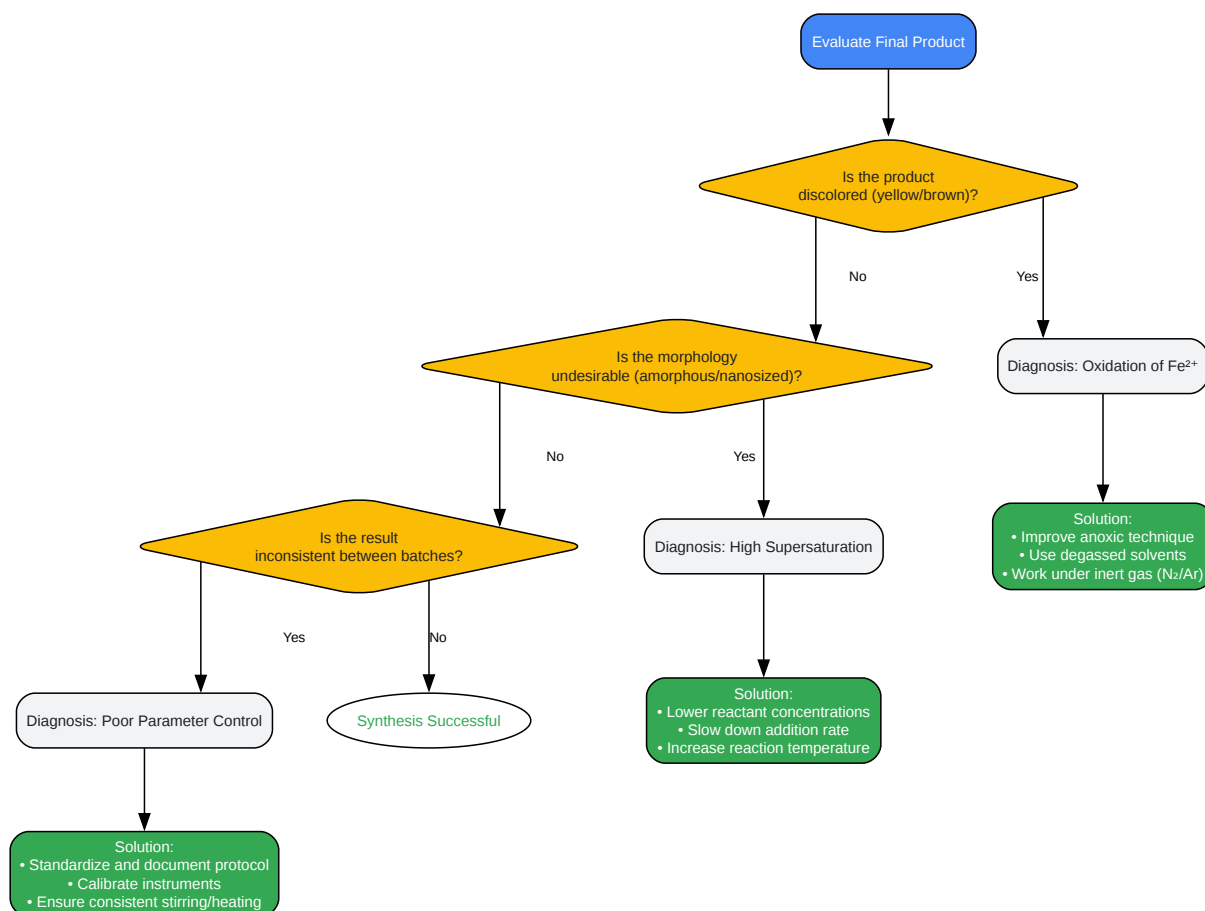 Evaluate Final Product
Is the product
discolored (yellow/brown)?
No
Yes
Is the morphology
undesirable (amorphous/nanosized)?
Diagnosis: Oxidation of Fe²⁺
No
Yes
Solution:
• Improve anoxic technique
• Use degassed solvents
• Work under inert gas (N₂/Ar)
Is the result
inconsistent between batches?
Diagnosis: High Supersaturation
Yes
No
Solution:
• Lower reactant concentrations
• Slow down addition rate
• Increase reaction temperature
Diagnosis: Poor Parameter Control
Synthesis Successful
Solution:
• Standardize and document protocol
• Calibrate instruments
• Ensure consistent stirring/heating